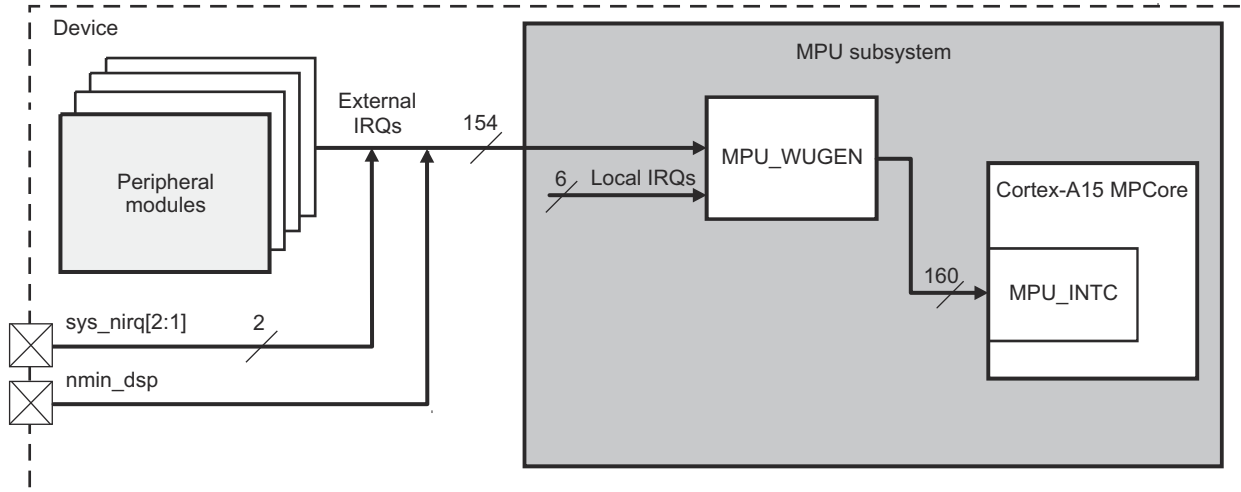 Device
MPU subsystem
External
IRQs
154
MPU_WUGEN
Peripheral
modules
6
Local IRQs
Cortex-A15 MPCore
160
MPU_INTC
sys_nirq[2:1]
2
nmin_dsp